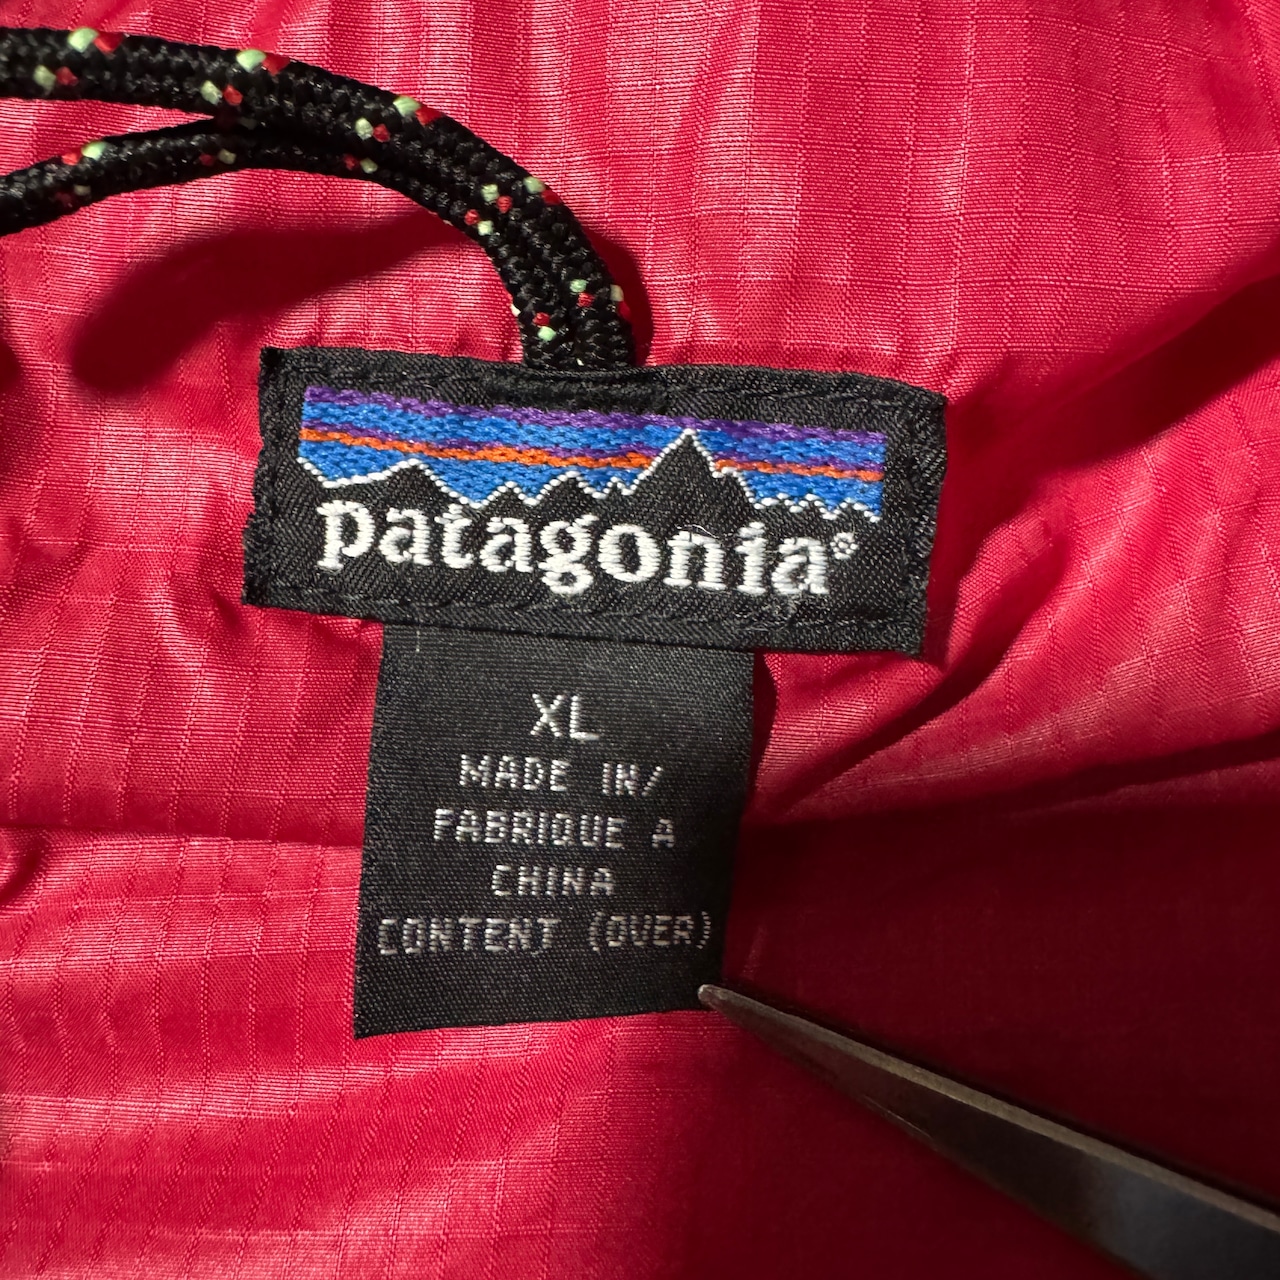 patagonia®
XL
MADE IN/
FABRIQUE A
CHINA
CONTENT (OVER)